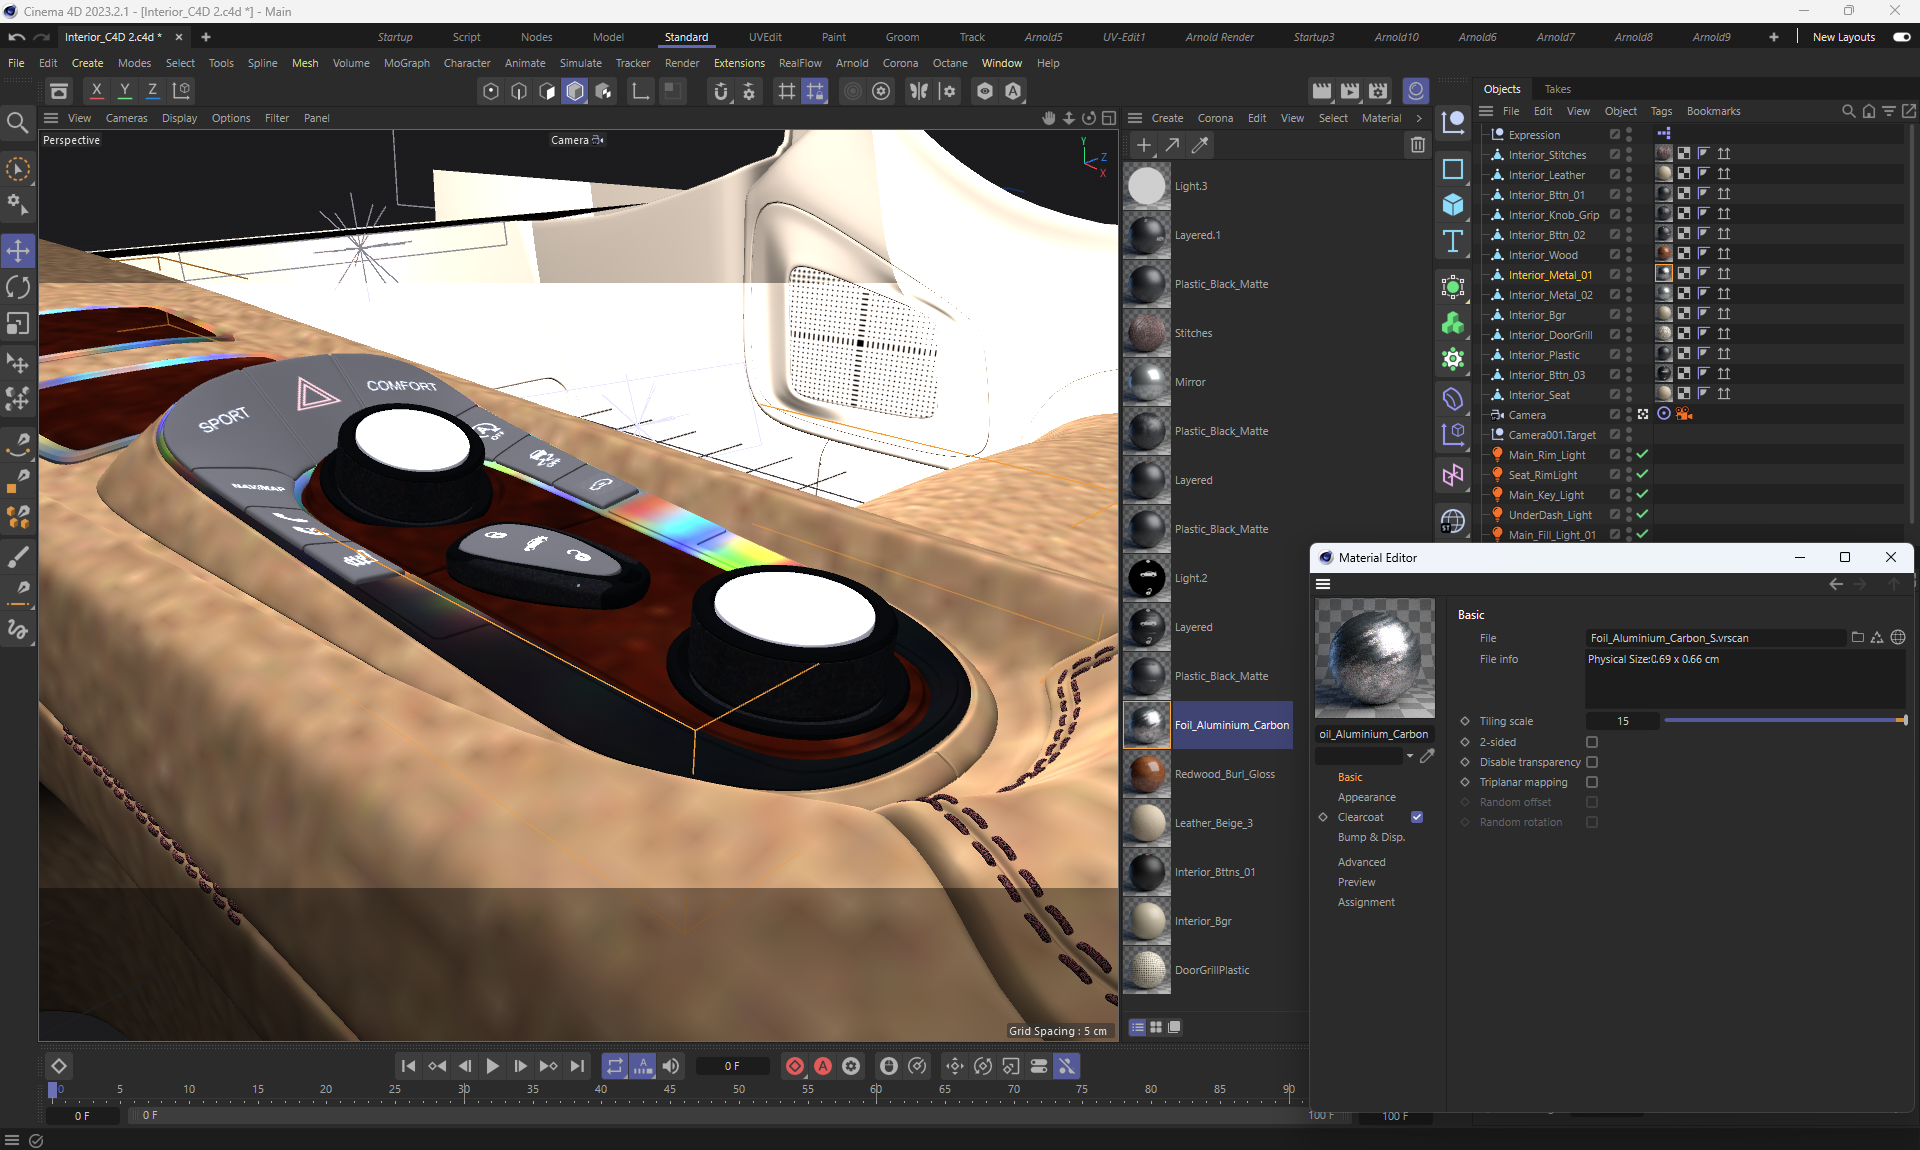 Cinema 4D 2023.2.1 - [Interior_C4D 2.c4d *] - Main
Interior_C4D 2.c4d *
Startup Script Nodes Model Standard UVEdit Paint Groom Track Arnold5 UV-Edit1 Arnold Render Startup3 Arnold10 Arnold6 Arnold7 Arnold8 Arnold9 New Layouts
File Edit Create Modes Select Tools Spline Mesh Volume MoGraph Character Animate Simulate Tracker Render Extensions RealFlow Arnold Corona Octane Window Help
X Y Z
View Cameras Display Options Filter Panel
Perspective
Camera
Y
Z
X
SPORT
COMFORT
NAV/MAP
OFF
Grid Spacing : 5 cm
Create Corona Edit View Select Material
Light.3
Layered.1
Plastic_Black_Matte
Stitches
Mirror
Plastic_Black_Matte
Layered
Plastic_Black_Matte
Light.2
Layered
Plastic_Black_Matte
Foil_Aluminium_Carbon
Redwood_Burl_Gloss
Leather_Beige_3
Interior_Bttns_01
Interior_Bgr
DoorGrillPlastic
ST
Objects Takes
File Edit View Object Tags Bookmarks
Expression
Interior_Stitches
Interior_Leather
Interior_Bttn_01
Interior_Knob_Grip
Interior_Bttn_02
Interior_Wood
Interior_Metal_01
Interior_Metal_02
Interior_Bgr
Interior_DoorGrill
Interior_Plastic
Interior_Bttn_03
Interior_Seat
Camera
Camera001.Target
Main_Rim_Light
Seat_RimLight
Main_Key_Light
UnderDash_Light
Main_Fill_Light_01
Material Editor
oil_Aluminium_Carbon
Basic
Appearance
Clearcoat
Bump & Disp.
Advanced
Preview
Assignment
Basic
File Foil_Aluminium_Carbon_S.vrscan
File info Physical Size:0.69 x 0.66 cm
Tiling scale 15
2-sided
Disable transparency
Triplanar mapping
Random offset
Random rotation
0 F
0 5 10 15 20 25 30 35 40 45 50 55 60 65 70 75 80 85 90
0 F 0 F 100 F 100 F